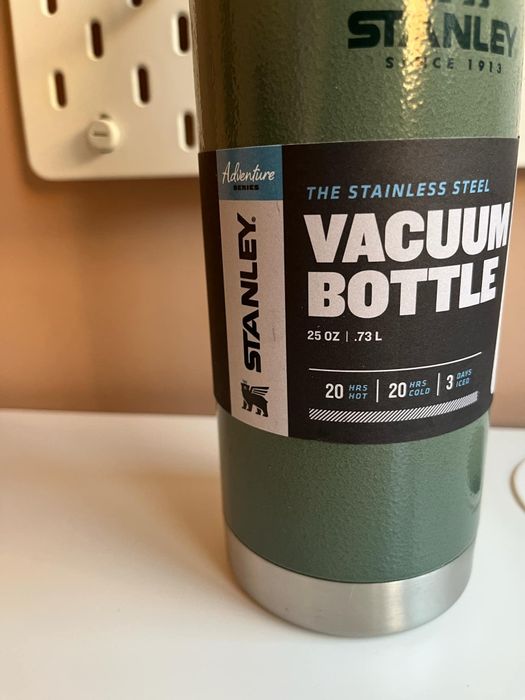 STANLEY
SINCE 1913
Adventure
SERIES
STANLEY®
THE STAINLESS STEEL
VACUUM
BOTTLE
25 OZ | .73 L
20 HRS HOT | 20 HRS COLD | 3 DAYS ICED